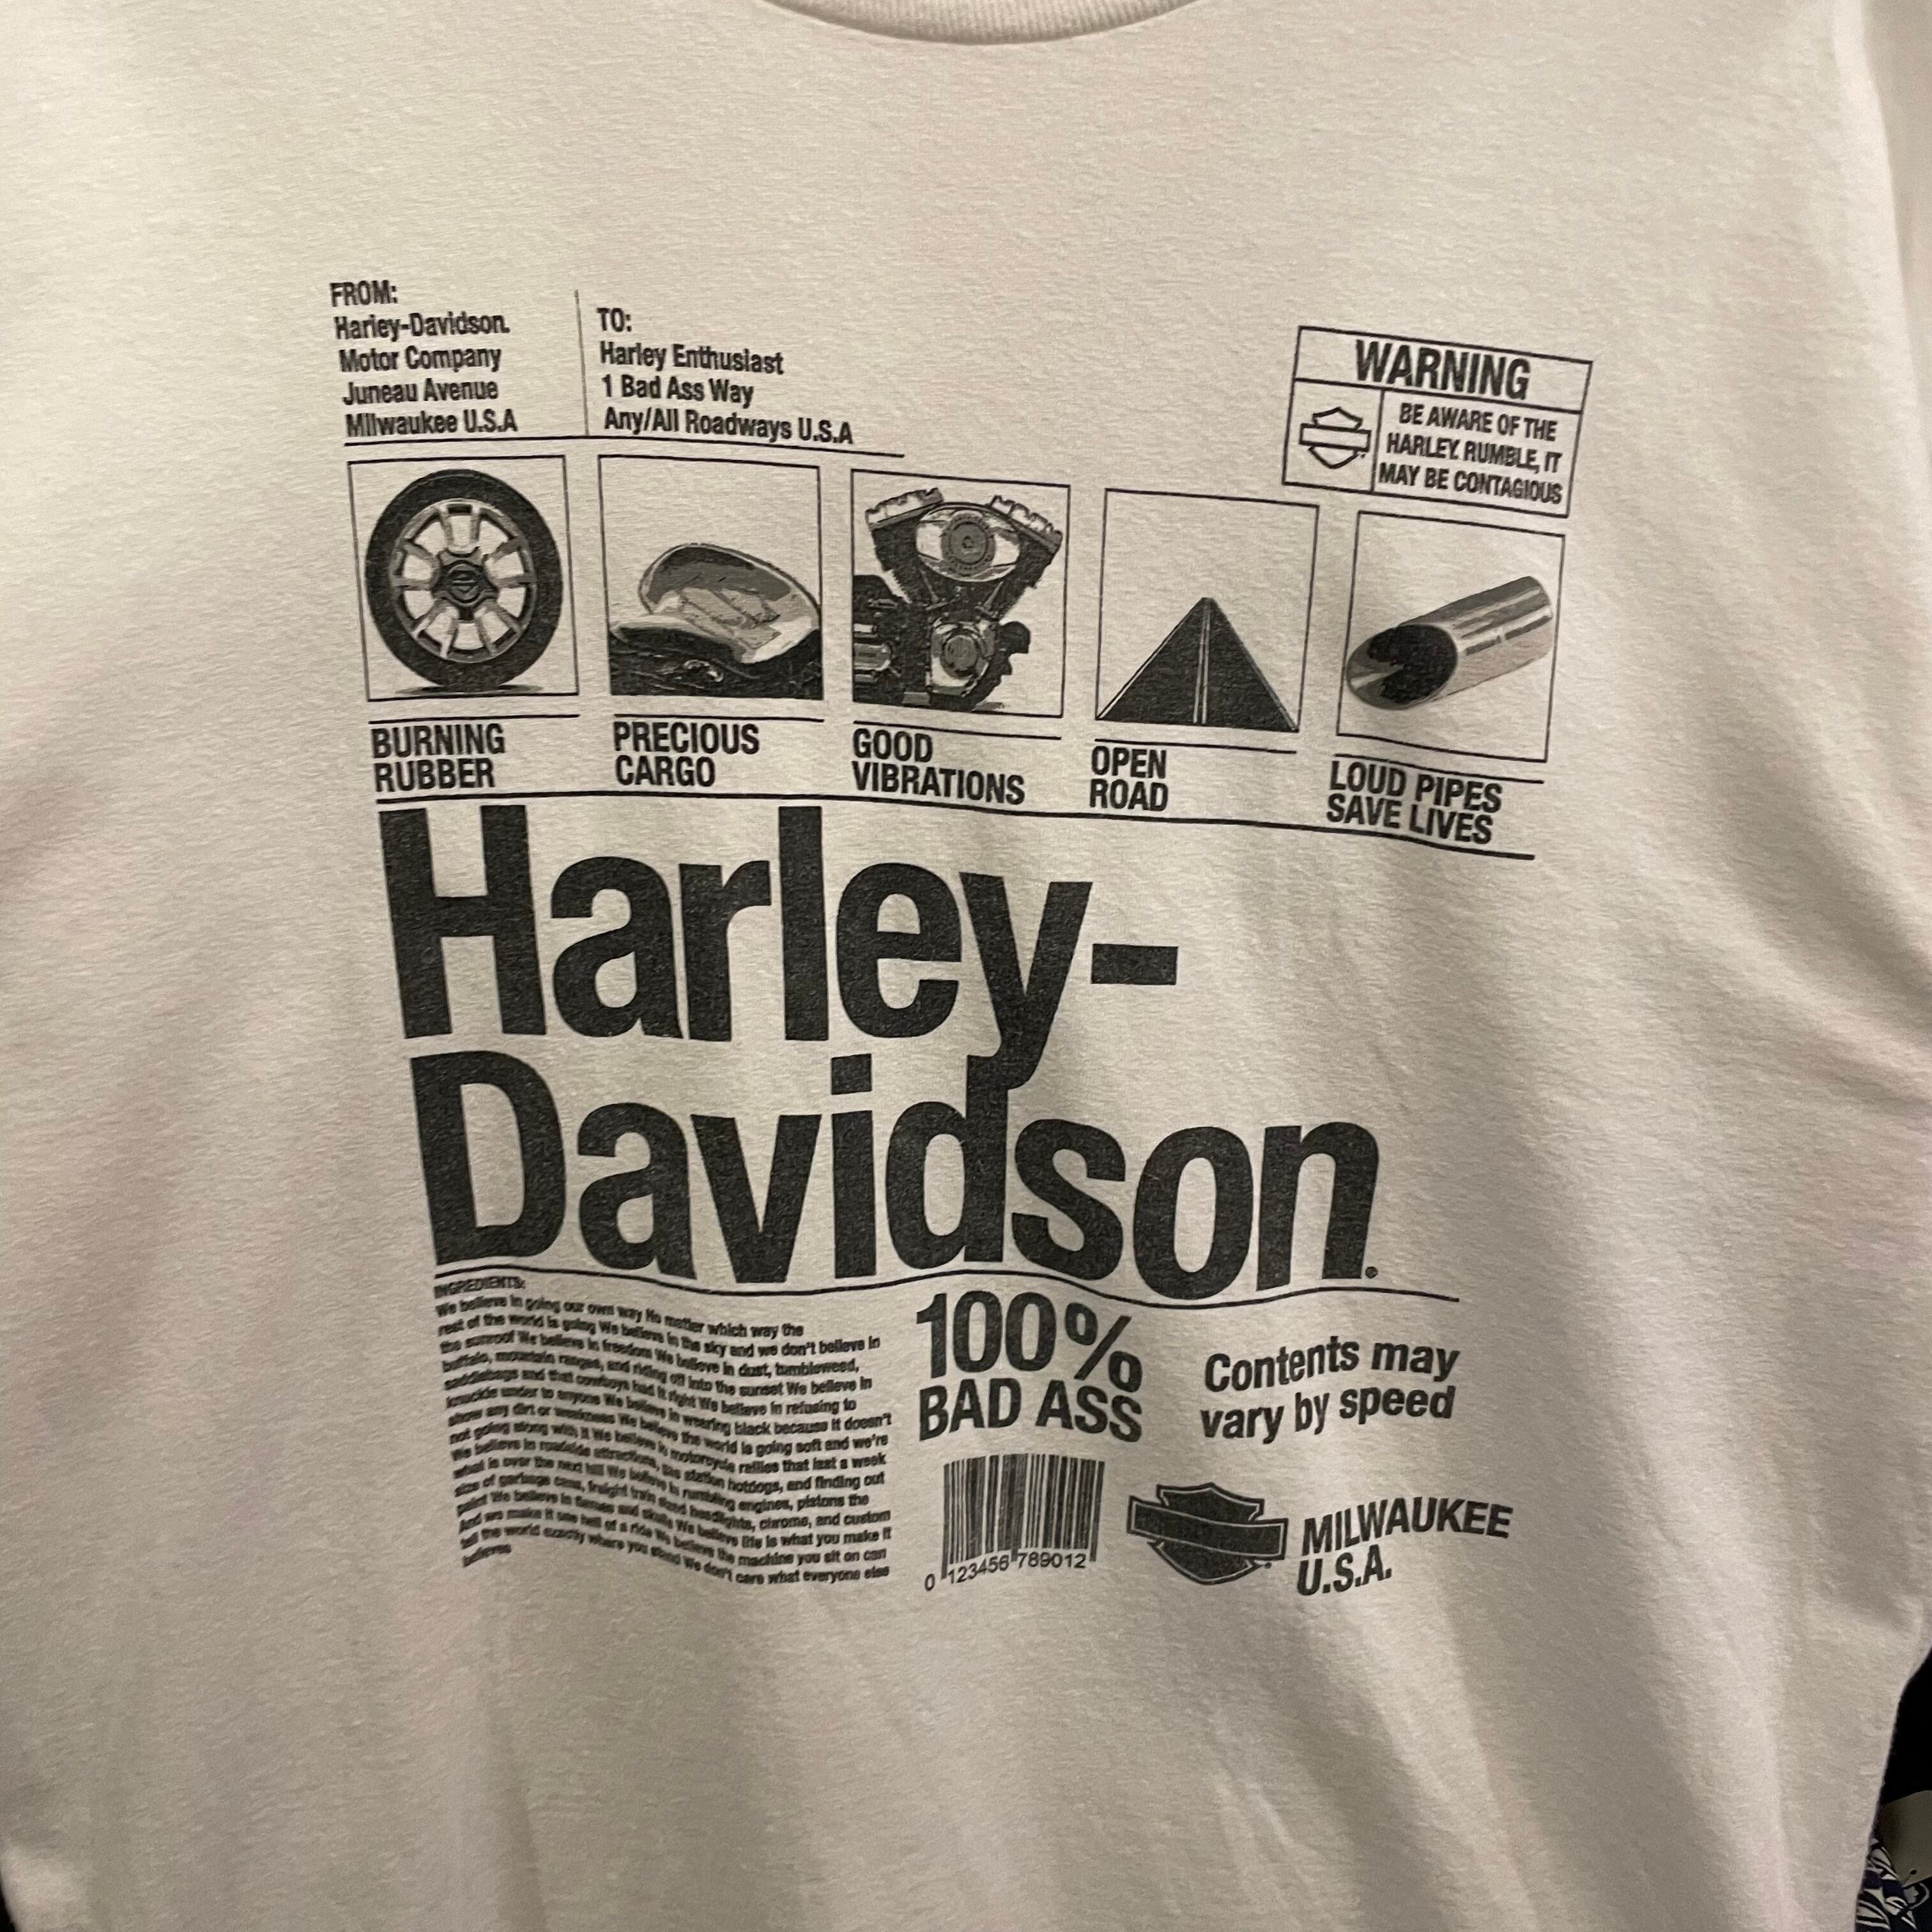 FROM:
Harley-Davidson.
Motor Company
Juneau Avenue
Milwaukee U.S.A
TO:
Harley Enthusiast
1 Bad Ass Way
Any/All Roadways U.S.A
WARNING
BE AWARE OF THE
HARLEY. RUMBLE, IT
MAY BE CONTAGIOUS
BURNING
RUBBER
PRECIOUS
CARGO
GOOD
VIBRATIONS
OPEN
ROAD
LOUD PIPES
SAVE LIVES
Harley-
Davidson®
INGREDIENTS:
We believe in going our own way No matter which way the
rest of the world is going We believe in the sky and we don't believe in
the sunroof We believe in freedom We believe in dust, tumbleweed,
buffalo, mountain ranges, and riding off into the sunset We believe in
saddlebags and that cowboys had it right We believe in refusing to
knuckle under to anyone We believe in wearing black because it doesn't
show any dirt or weakness We believe the world is going soft and we're
not going along with it We believe in motorcycle rallies that last a week
We believe in roadside attractions, gas station hotdogs, and finding out
what is over the next hill We believe in rumbling engines, pistons the
size of garbage cans, freight train sized headlights, chrome, and custom
paint We believe in flames and skulls We believe life is what you make it
And we make it one hell of a ride We believe the machine you sit on can
tell the world exactly where you stand We don't care what everyone else
believes
100%
BAD ASS
Contents may
vary by speed
0 123456 789012
MILWAUKEE
U.S.A.